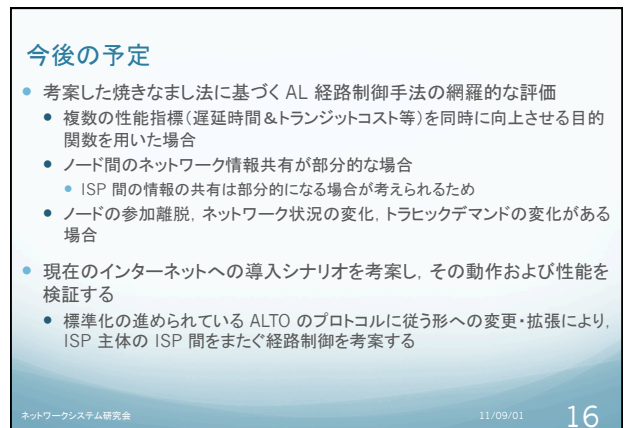 今後の予定
考案した焼きなまし法に基づく AL 経路制御手法の網羅的な評価
複数の性能指標（遅延時間＆トランジットコスト等）を同時に向上させる目的
関数を用いた場合
ノード間のネットワーク情報共有が部分的な場合
ISP 間の情報の共有は部分的になる場合が考えられるため
ノードの参加離脱，ネットワーク状況の変化，トラヒックデマンドの変化がある
場合
現在のインターネットへの導入シナリオを考案し，その動作および性能を
検証する
標準化の進められている ALTO のプロトコルに従う形への変更・拡張により，
ISP 主体の ISP 間をまたぐ経路制御を考案する
ネットワークシステム研究会
11/09/01
16